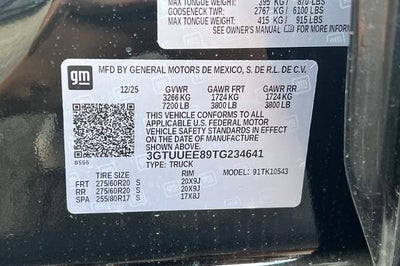 MAX TONGUE WEIGHT: 395 KG / 870 LBS
GOOSENECK TWR: 2767 KG / 6100 LBS
MAX TONGUE WEIGHT: 415 KG / 915 LBS
SEE OWNER'S MANUAL FOR
gm
MFD BY GENERAL MOTORS DE MEXICO, S. DE R.L. DE C.V.
12/25 GVWR GAWR FRT GAWR RR
3266 KG 1724 KG 1724 KG
7200 LB 3800 LB 3800 LB
THIS VEHICLE CONFORMS TO ALL APPLICABLE
U.S. FEDERAL MOTOR
VEHICLE SAFETY STANDARDS IN EFFECT
ON THE DATE OF MANUFACTURE SHOWN ABOVE.
3GTUUEE89TG234641
8555 TYPE: TRUCK
TIRE SIZE RIM MODEL: 91TK10543
FRT 275/60R20 S 20X9J
RR 275/60R20 S 20X9J
SPA 255/80R17 S 17X8J